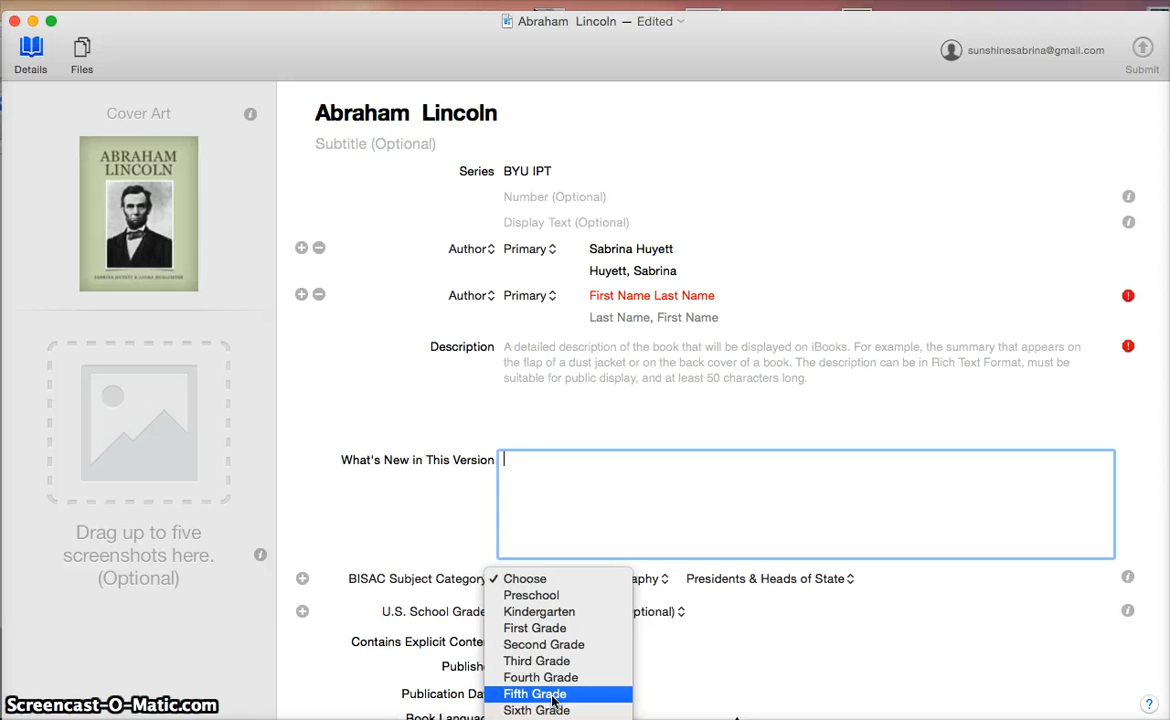 Abraham Lincoln — Edited
Details
Files
sunshinesabrina@gmail.com
Submit
Cover Art
ABRAHAM
LINCOLN
SABRINA HUYETT &
Drag up to five
screenshots here.
(Optional)
Abraham Lincoln
Subtitle (Optional)
Series BYU IPT
Number (Optional)
Display Text (Optional)
Author Primary Sabrina Huyett
Huyett, Sabrina
Author Primary First Name Last Name
Last Name, First Name
Description A detailed description of the book that will be displayed on iBooks. For example, the summary that appears on
the flap of a dust jacket or on the back cover of a book. The description can be in Rich Text Format, must be
suitable for public display, and at least 50 characters long.
What's New in This Version
BISAC Subject Category ✓ Choose aphy Presidents & Heads of State
Preschool
U.S. School Grade Kindergarten ptional)
First Grade
Contains Explicit Conte Second Grade
Publishe Third Grade
Fourth Grade
Publication Da Fifth Grade
Book Languag Sixth Grade
Screencast-O-Matic.com
?